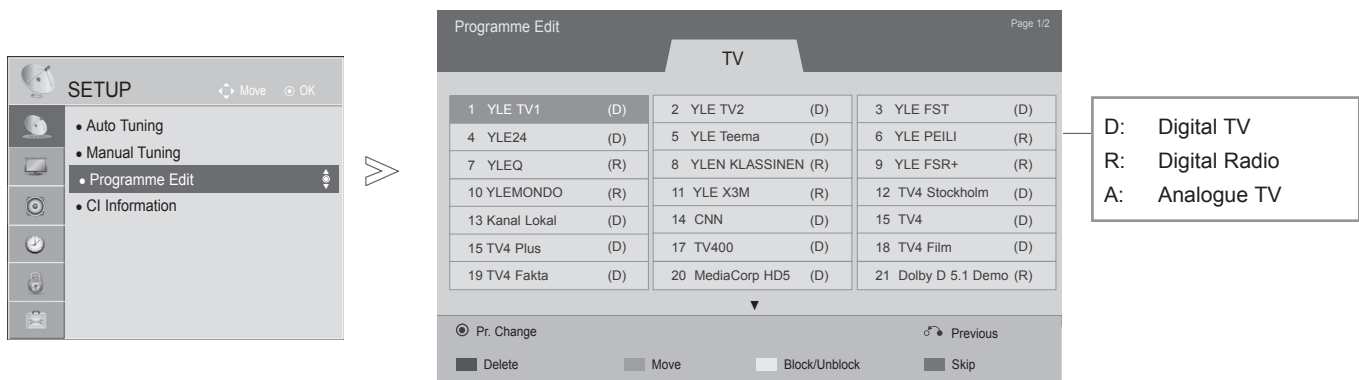 SETUP
Move OK
• Auto Tuning
• Manual Tuning
• Programme Edit
• CI Information
Programme Edit Page 1/2
TV
1 YLE TV1 (D) 2 YLE TV2 (D) 3 YLE FST (D)
4 YLE24 (D) 5 YLE Teema (D) 6 YLE PEILI (R)
7 YLEQ (R) 8 YLEN KLASSINEN (R) 9 YLE FSR+ (R)
10 YLEMONDO (R) 11 YLE X3M (R) 12 TV4 Stockholm (D)
13 Kanal Lokal (D) 14 CNN (D) 15 TV4 (D)
15 TV4 Plus (D) 17 TV400 (D) 18 TV4 Film (D)
19 TV4 Fakta (D) 20 MediaCorp HD5 (D) 21 Dolby D 5.1 Demo (R)
Pr. Change Previous
Delete Move Block/Unblock Skip
D: Digital TV
R: Digital Radio
A: Analogue TV